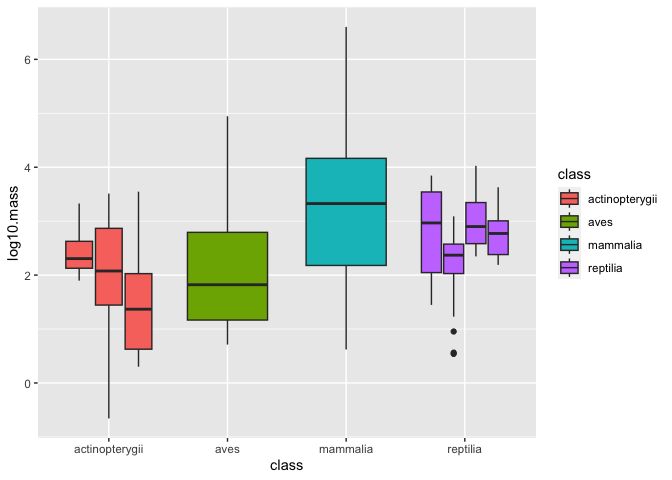 log10.mass
6
4
2
0
actinopterygii
aves
mammalia
reptilia
class
class
actinopterygii
aves
mammalia
reptilia